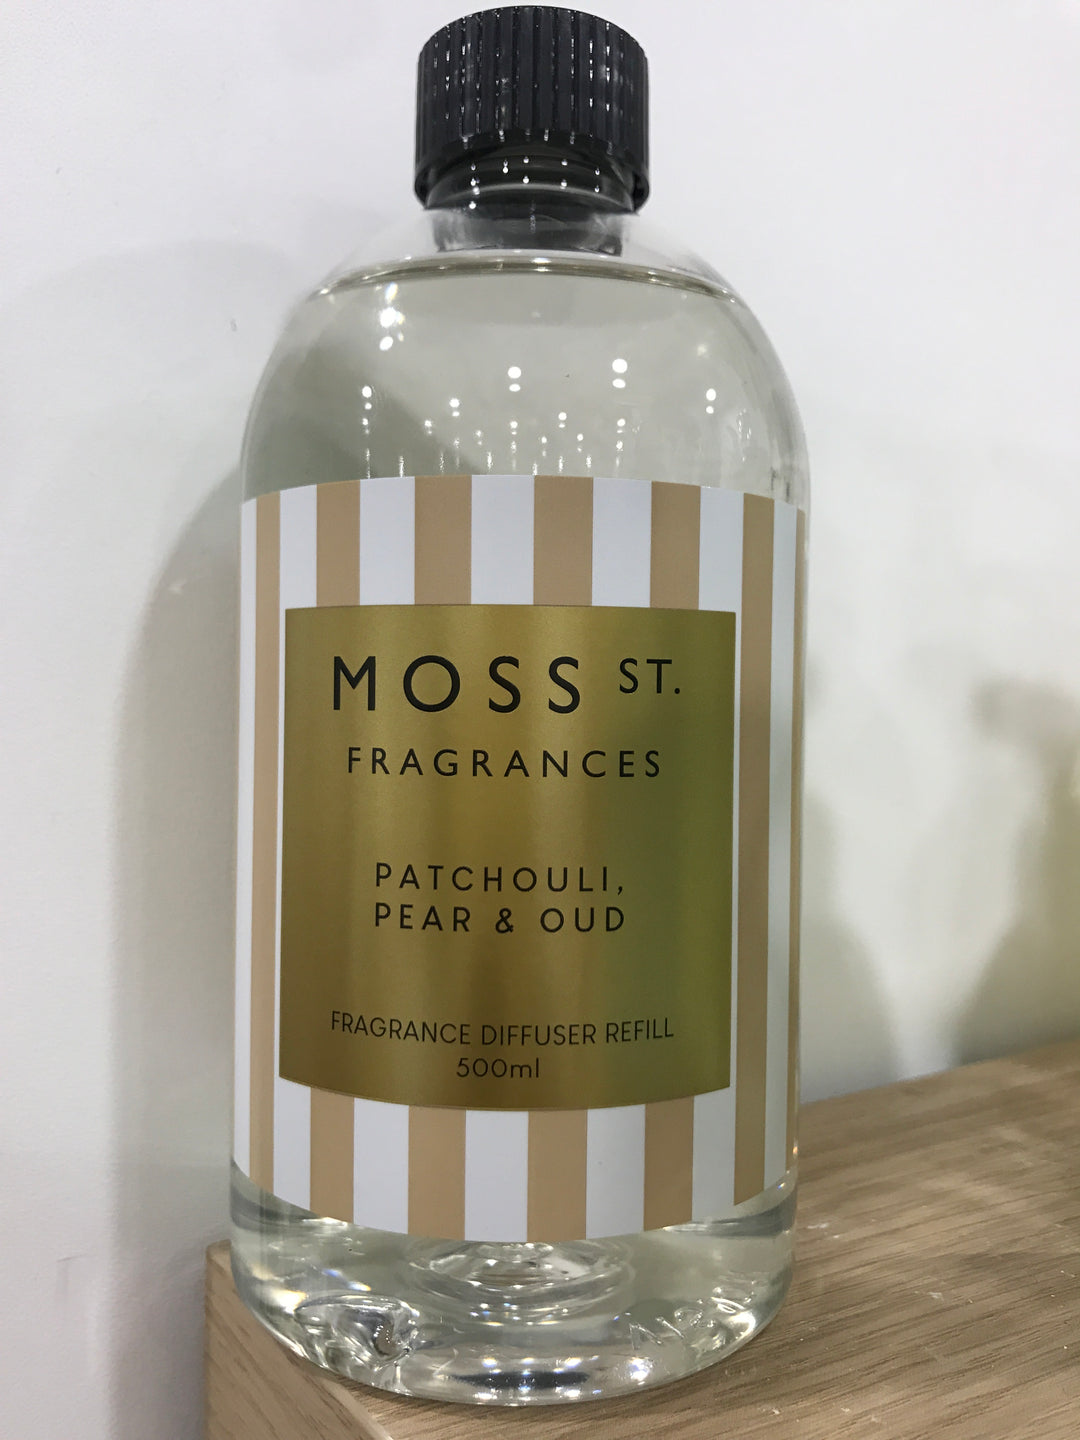 MOSS ST.
FRAGRANCES
PATCHOULI,
PEAR & OUD
FRAGRANCE DIFFUSER REFILL
500ml